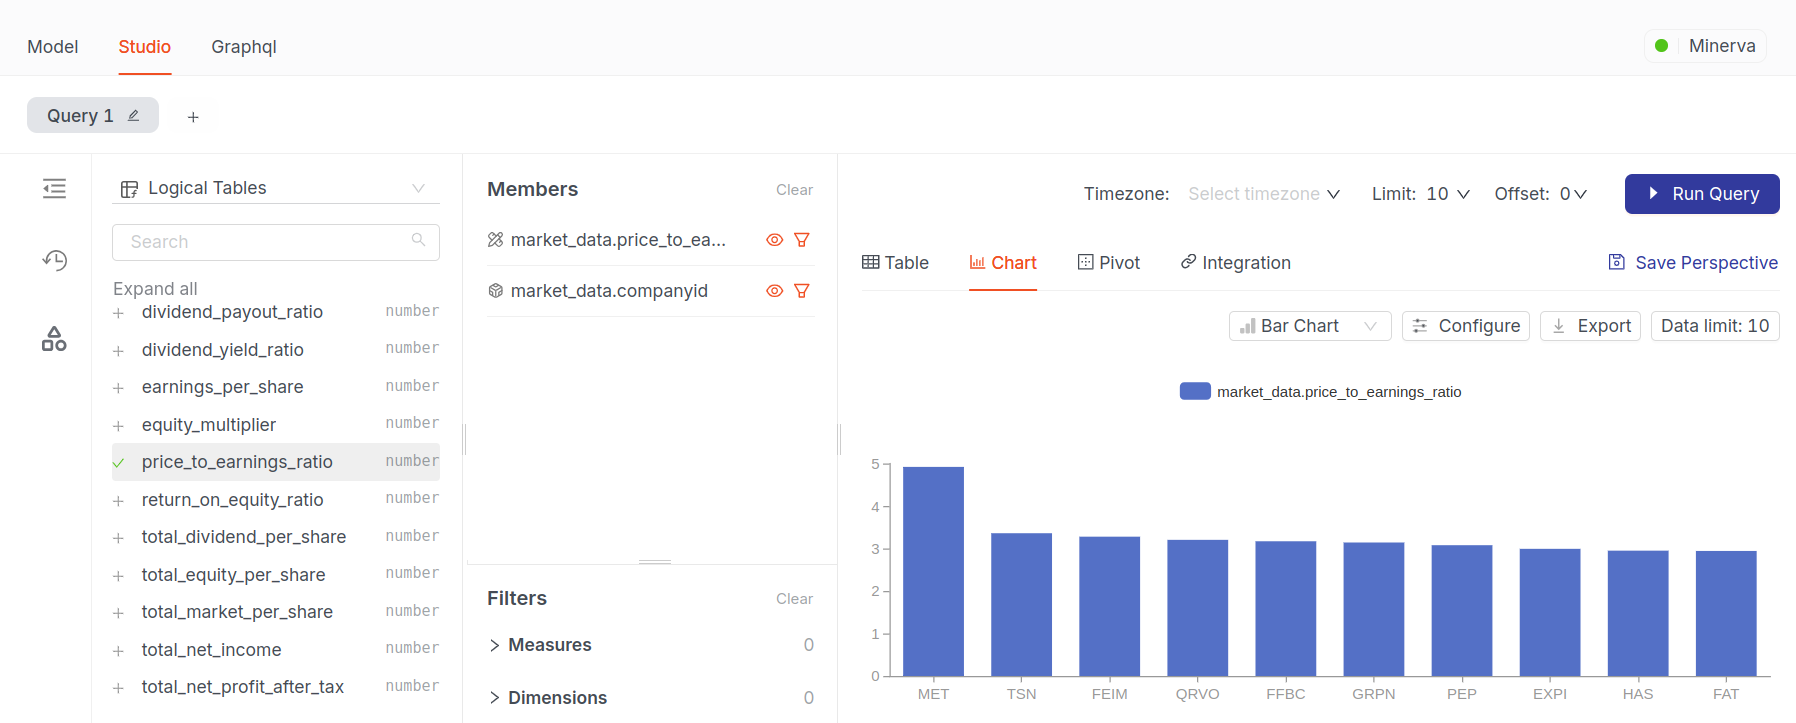 Model Studio Graphql Minerva
Query 1 +
Logical Tables
Search
Expand all
dividend_payout_ratio number
dividend_yield_ratio number
earnings_per_share number
equity_multiplier number
price_to_earnings_ratio number
return_on_equity_ratio number
total_dividend_per_share number
total_equity_per_share number
total_market_per_share number
total_net_income number
total_net_profit_after_tax number
Members Clear
market_data.price_to_ea...
market_data.companyid
Filters Clear
Measures 0
Dimensions 0
Timezone: Select timezone Limit: 10 Offset: 0 Run Query
Table Chart Pivot Integration Save Perspective
Bar Chart Configure Export Data limit: 10
market_data.price_to_earnings_ratio
5
4
3
2
1
0
MET TSN FEIM QRVO FFBC GRPN PEP EXPI HAS FAT